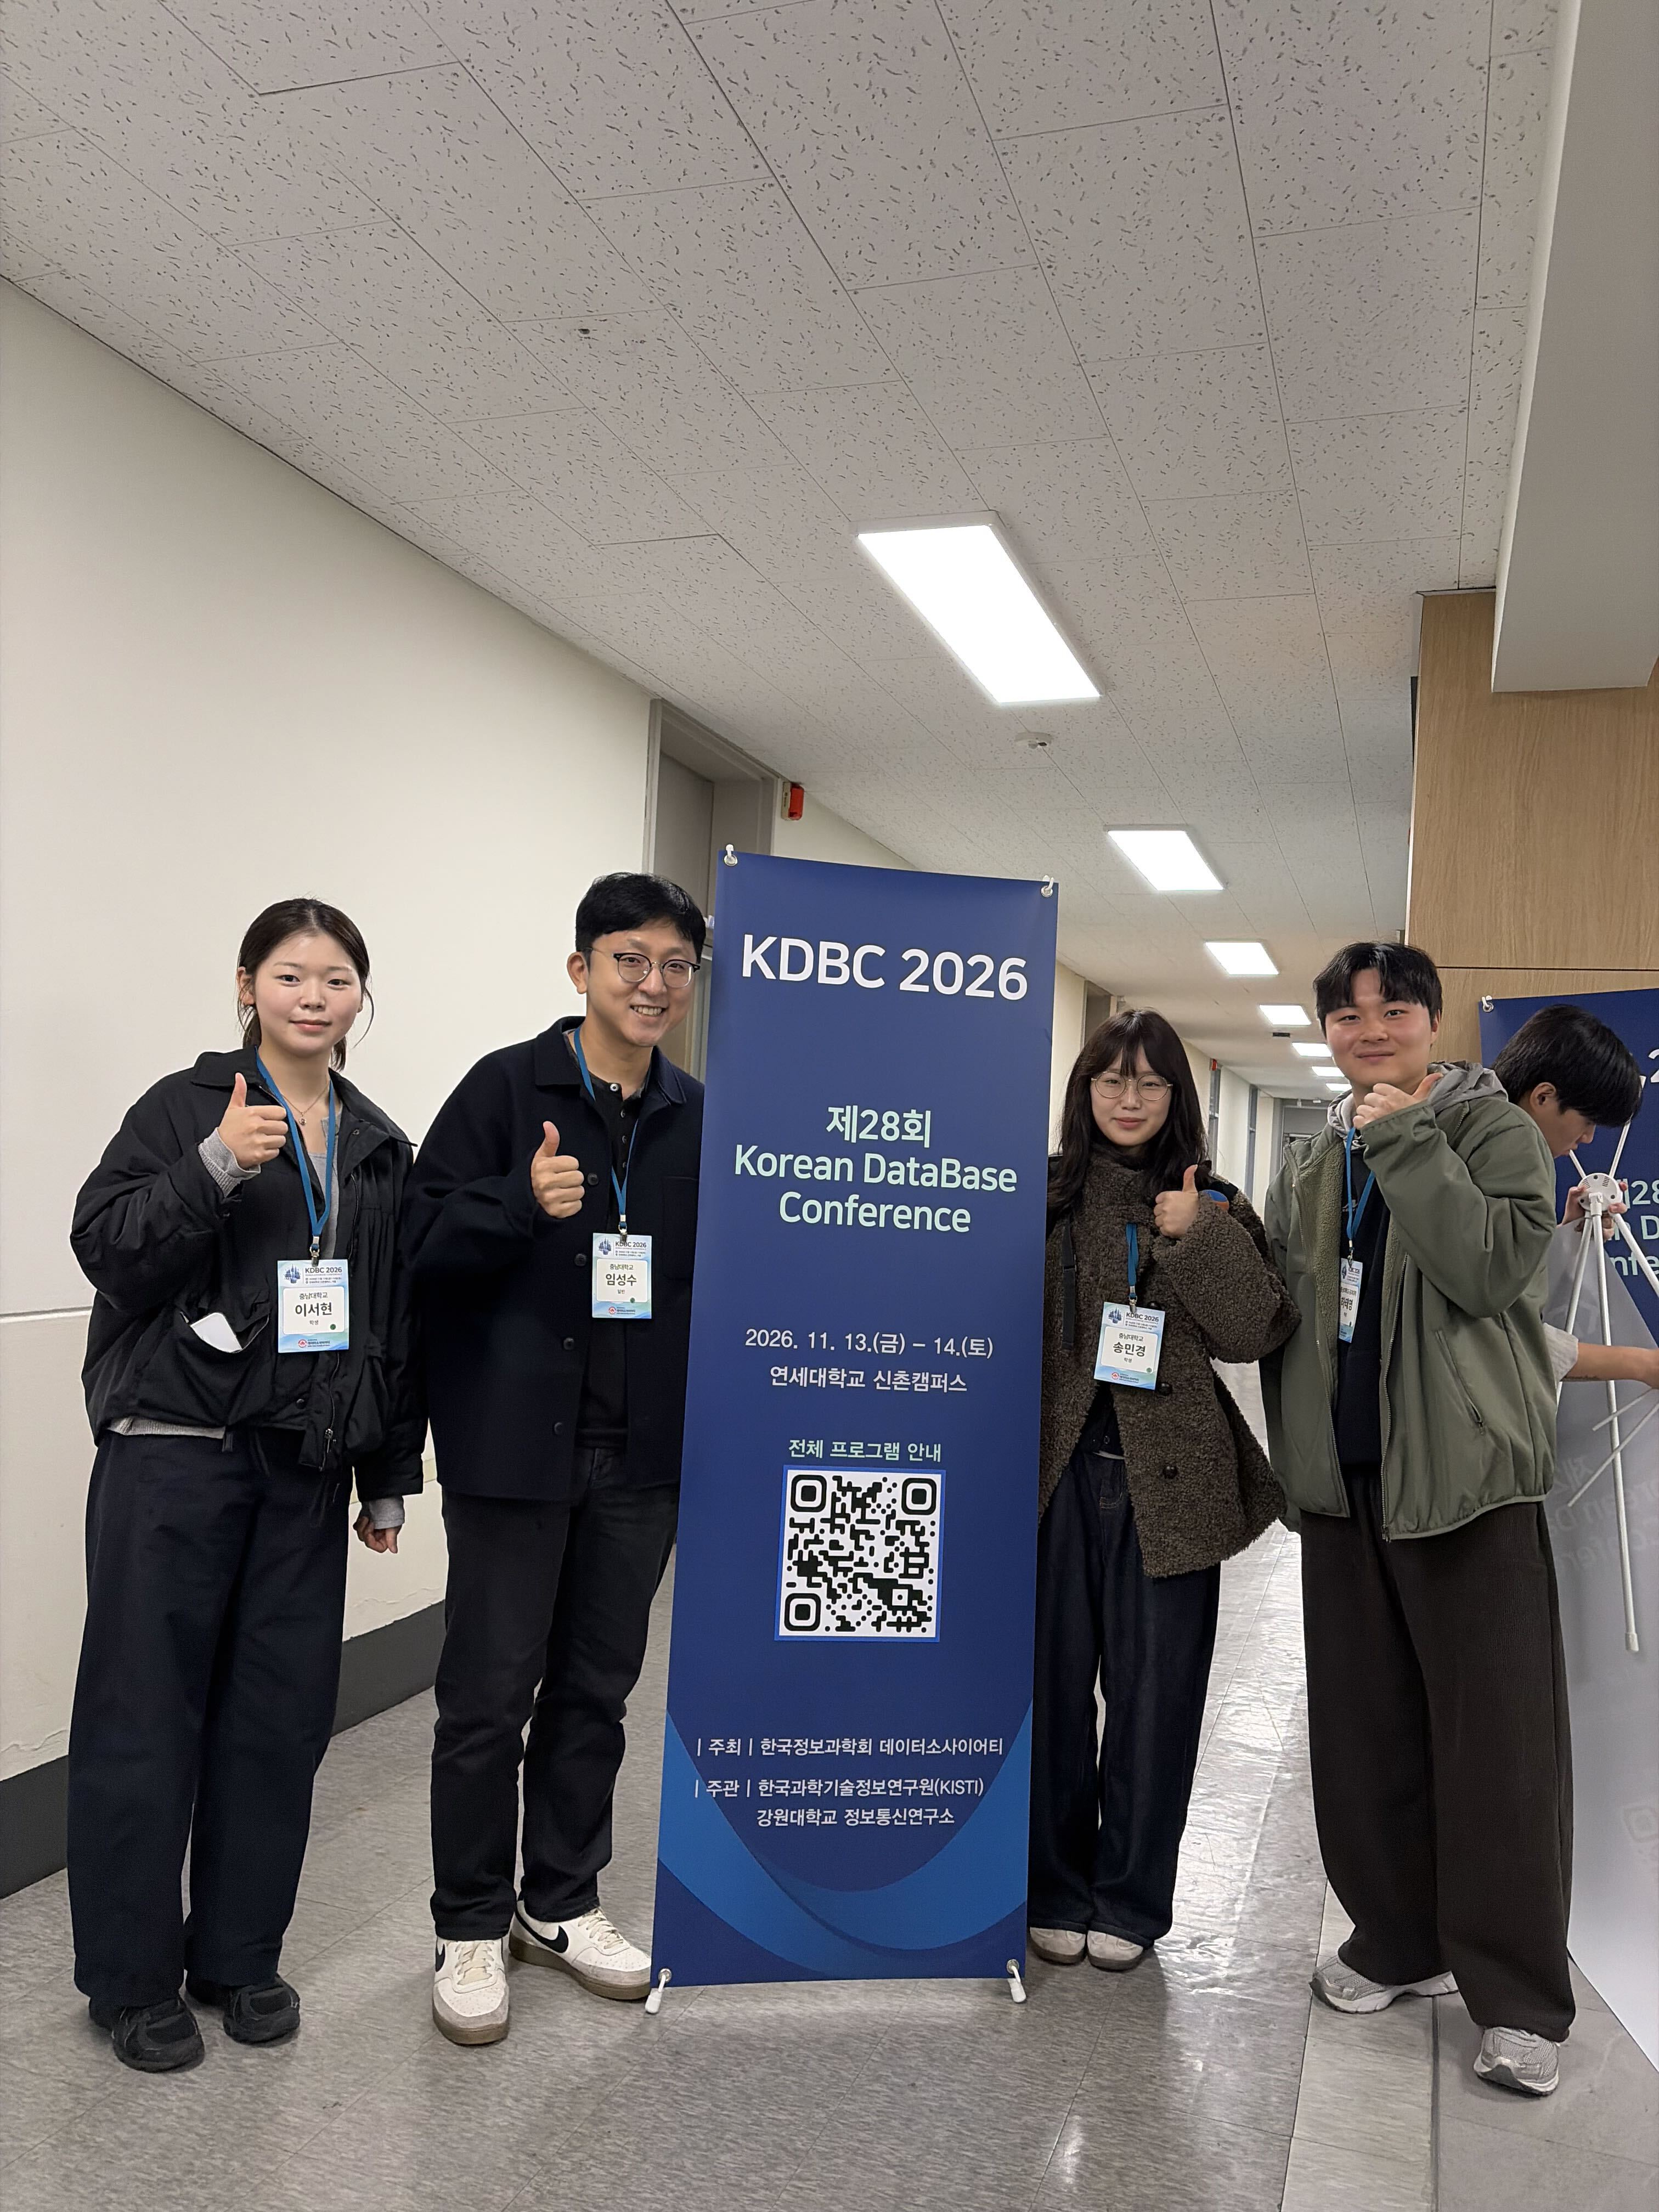 KDBC 2026
제28회
Korean DataBase
Conference
2026. 11. 13.(금) – 14.(토)
연세대학교 신촌캠퍼스
전체 프로그램 안내
| 주최 | 한국정보과학회 데이터소사이어티
| 주관 | 한국과학기술정보연구원(KISTI)
강원대학교 정보통신연구소
KDBC 2026
충남대학교
이서현
학생
KDBC 2026
충남대학교
임성수
일반
KDBC 2026
충남대학교
송민경
학생